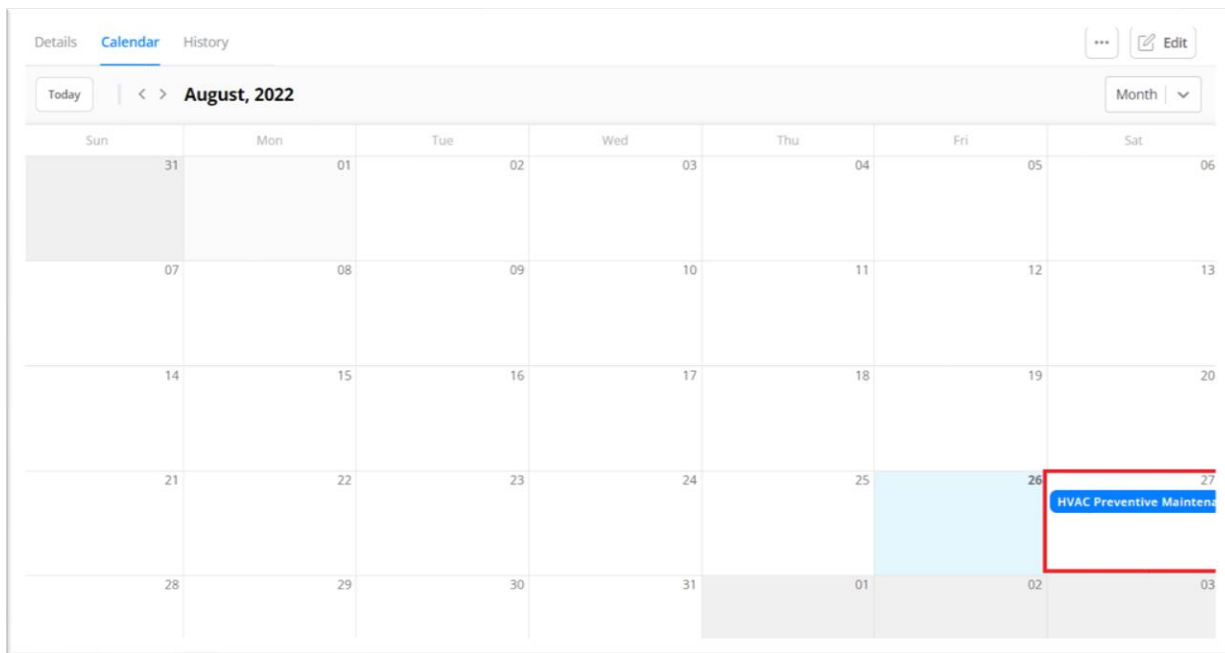 Details Calendar History ... Edit
Today < > August, 2022 Month
Sun Mon Tue Wed Thu Fri Sat
31 01 02 03 04 05 06
07 08 09 10 11 12 13
14 15 16 17 18 19 20
21 22 23 24 25 26 27
HVAC Preventive Maintena
28 29 30 31 01 02 03